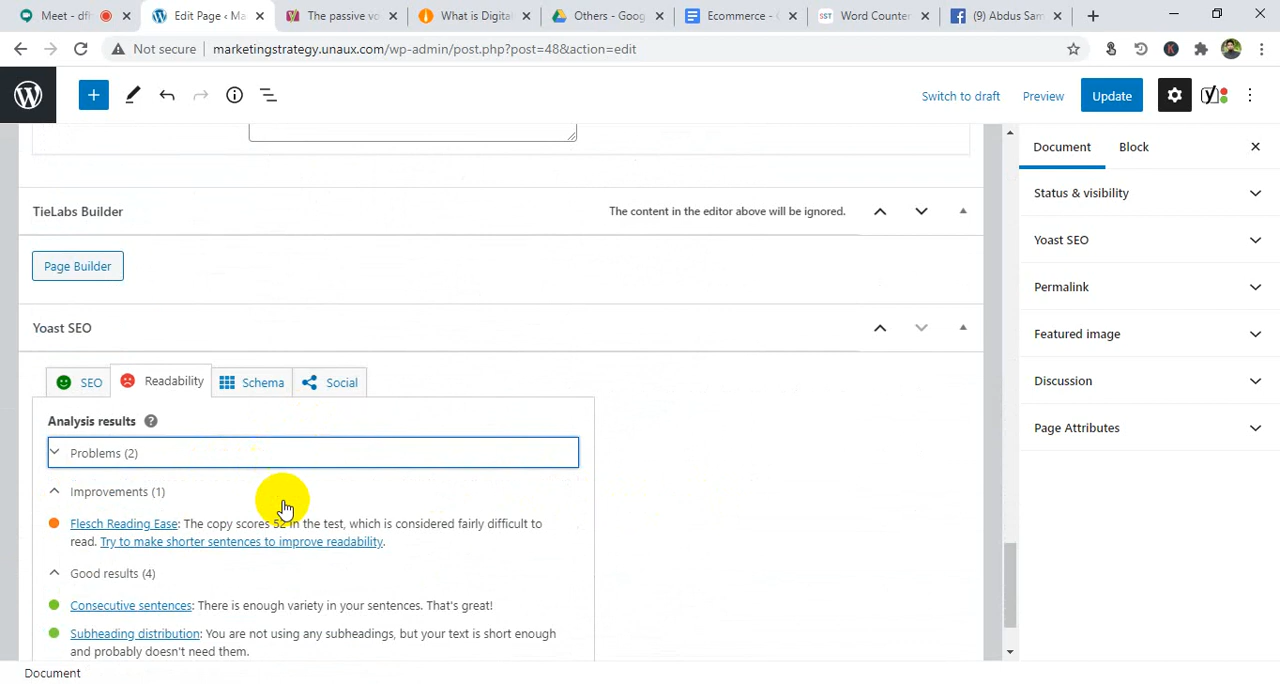 Meet - df
Edit Page ‹ Ma
The passive vo
What is Digital
Others - Goog
Ecommerce - G
Word Counter
(9) Abdus Sam
Not secure
marketingstrategy.unaux.com/wp-admin/post.php?post=48&action=edit
Switch to draft
Preview
Update
Document
Block
Status & visibility
TieLabs Builder
The content in the editor above will be ignored.
Yoast SEO
Page Builder
Permalink
Yoast SEO
Featured image
SEO
Readability
Schema
Social
Discussion
Analysis results
Page Attributes
Problems (2)
Improvements (1)
Flesch Reading Ease: The copy scores 52 in the test, which is considered fairly difficult to
read. Try to make shorter sentences to improve readability.
Good results (4)
Consecutive sentences: There is enough variety in your sentences. That's great!
Subheading distribution: You are not using any subheadings, but your text is short enough
and probably doesn't need them.
Document